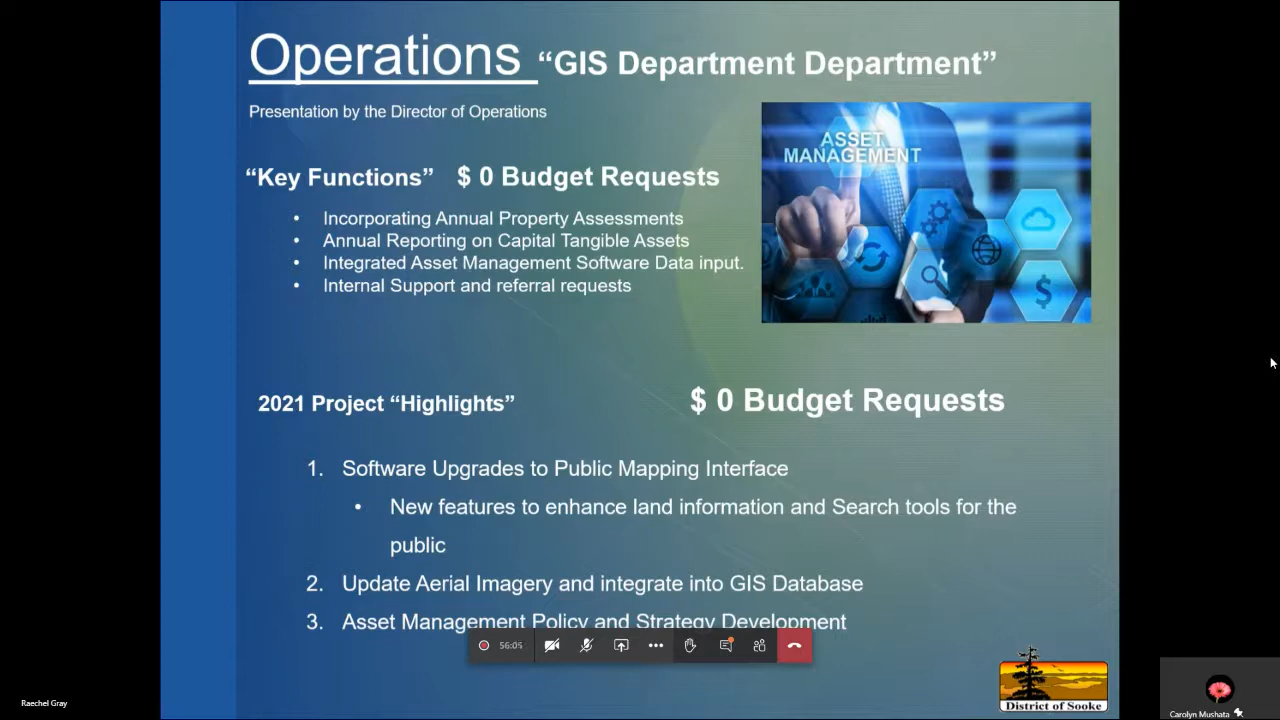 Operations “GIS Department Department”
Presentation by the Director of Operations
ASSET
MANAGEMENT
“Key Functions” $ 0 Budget Requests
• Incorporating Annual Property Assessments
• Annual Reporting on Capital Tangible Assets
• Integrated Asset Management Software Data input.
• Internal Support and referral requests
2021 Project “Highlights” $ 0 Budget Requests
1. Software Upgrades to Public Mapping Interface
• New features to enhance land information and Search tools for the
public
2. Update Aerial Imagery and integrate into GIS Database
3. Asset Management Policy and Strategy Development
56:05
District of Sooke
Raechel Gray
Carolyn Mushata